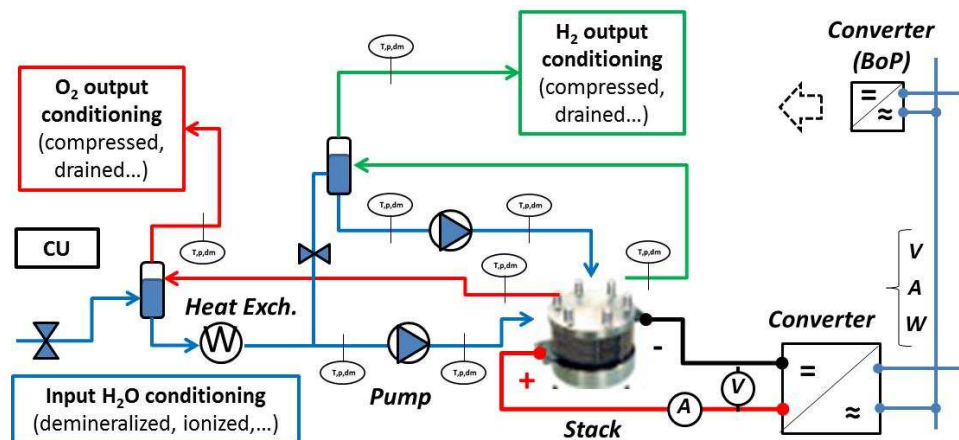 T,p,dm
H₂ output
conditioning
(compressed,
drained...)
Converter
(BoP)
=
≈
O₂ output
conditioning
(compressed,
drained...)
T,p,dm
T,p,dm
CU
T,p,dm
T,p,dm
T,p,dm
V
A
W
Heat Exch.
W
Converter
=
≈
-
V
T,p,dm
T,p,dm
Pump
+
A
Stack
Input H₂O conditioning
(demineralized, ionized,...)